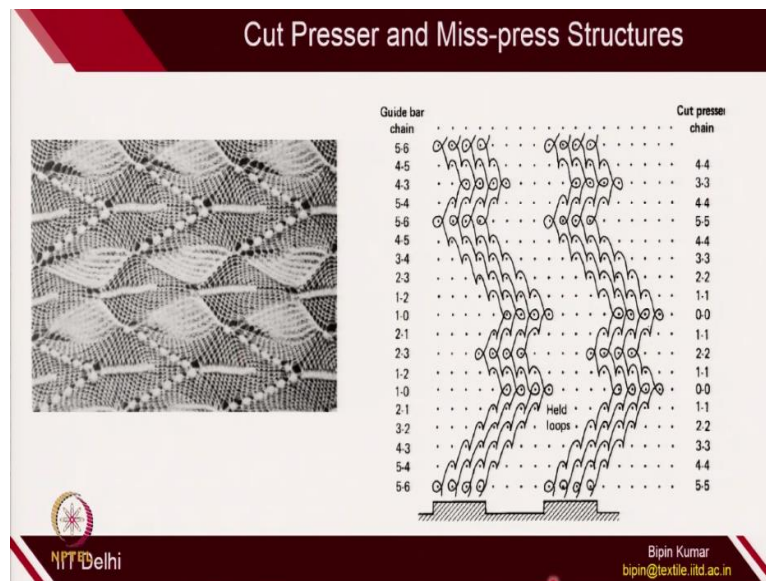 Cut Presser and Miss-press Structures
Guide bar
chain
Cut presser
chain
5-6
4-5 4-4
4-3 3-3
5-4 4-4
5-6 5-5
4-5 4-4
3-4 3-3
2-3 2-2
1-2 1-1
1-0 0-0
2-1 1-1
2-3 2-2
1-2 1-1
1-0 0-0
2-1 Held 1-1
3-2 loops 2-2
4-3 3-3
5-4 4-4
5-6 5-5
NPTEL
IIT Delhi
Bipin Kumar
bipin@textile.iitd.ac.in